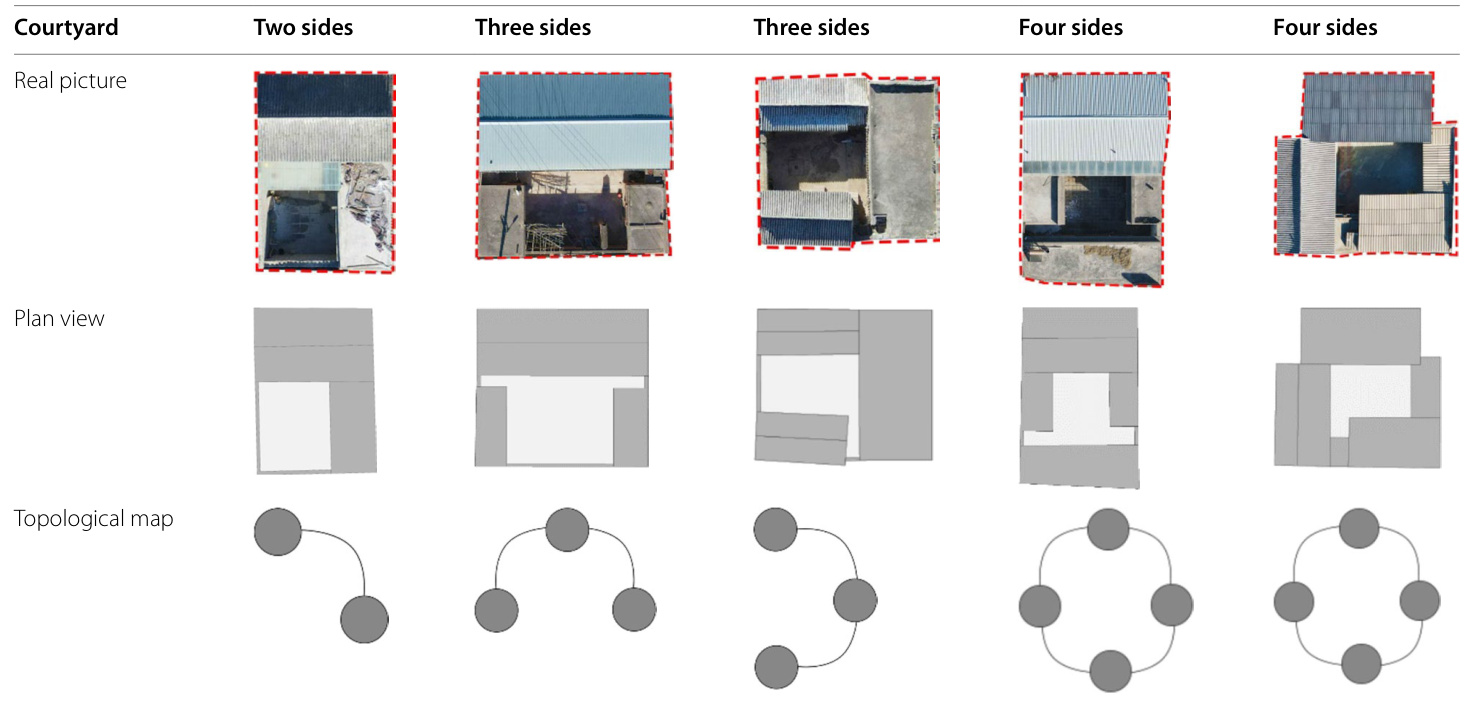 Courtyard Two sides Three sides Three sides Four sides Four sides
Real picture
Plan view
Topological map